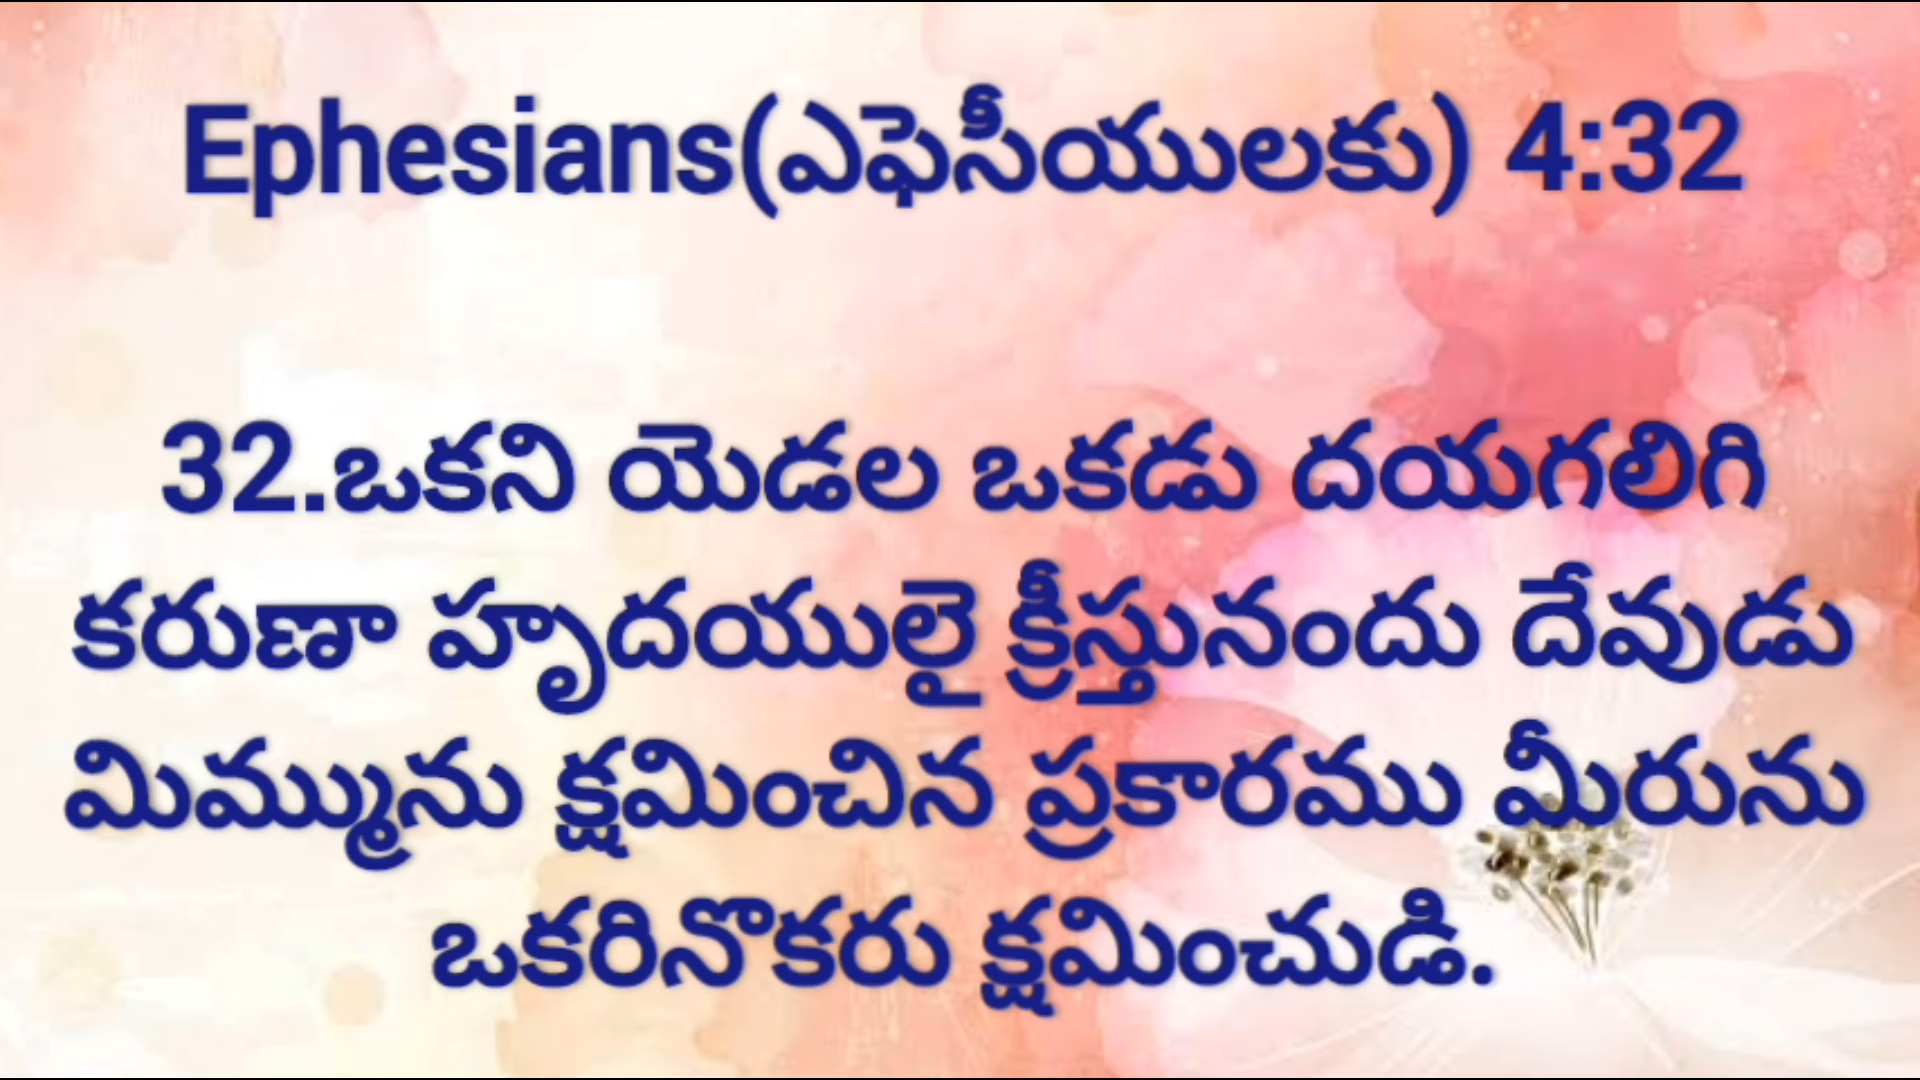 Ephesians(ఎఫెసీయులకు) 4:32
32.ఒకని యెడల ఒకడు దయగలిగి
కరుణా హృదయులై క్రీస్తునందు దేవుడు
మిమ్మును క్షమించిన ప్రకారము మీరును
ఒకరినొకరు క్షమించుడి.